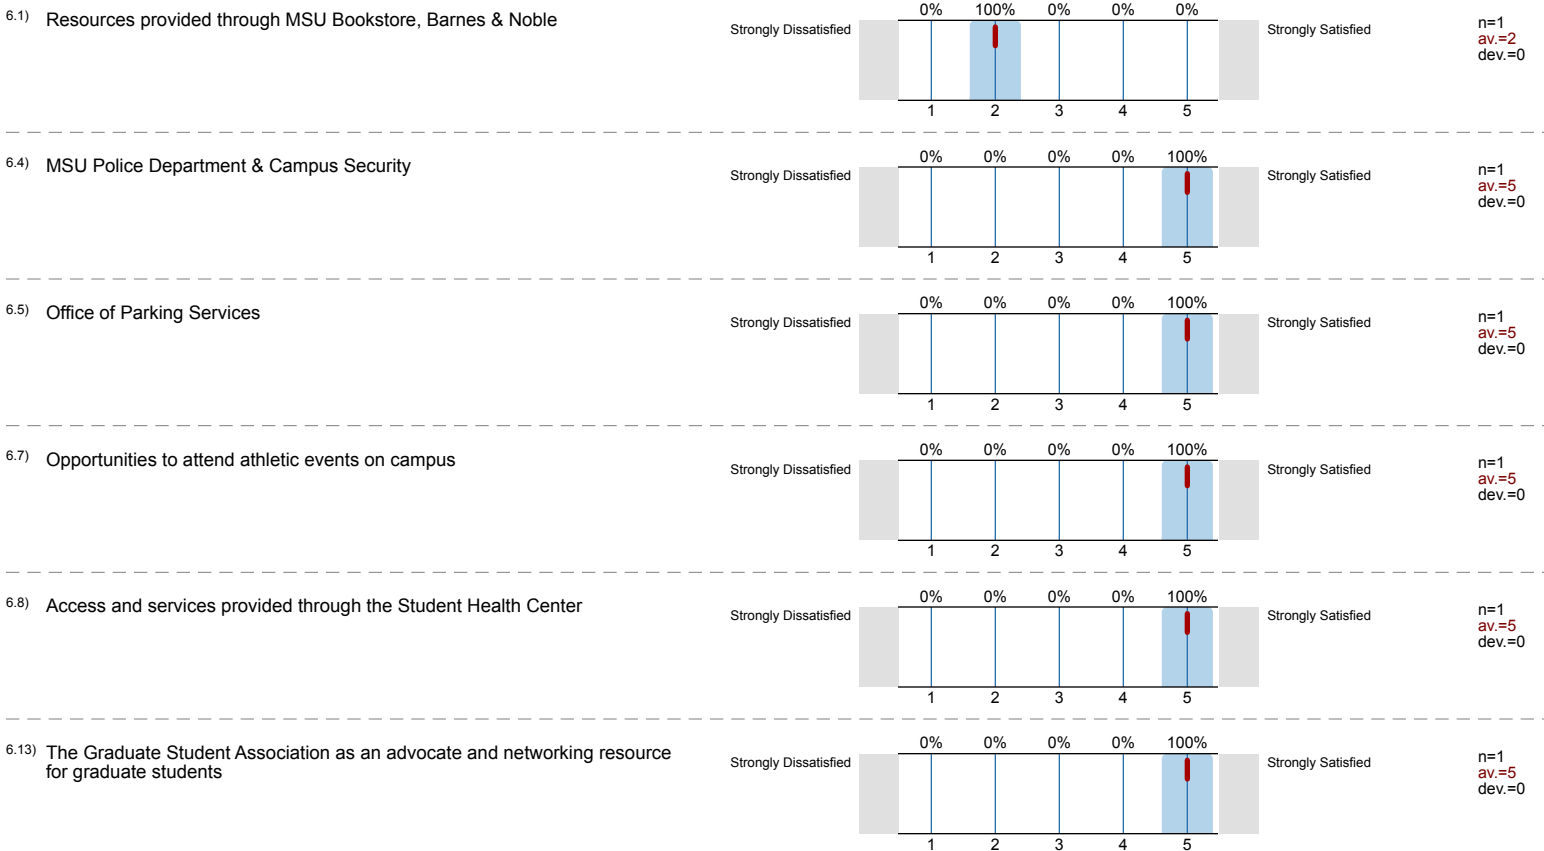 6.1) Resources provided through MSU Bookstore, Barnes & Noble
0% 100% 0% 0% 0%
Strongly Dissatisfied Strongly Satisfied
n=1
av.=2
dev.=0
1 2 3 4 5
6.4) MSU Police Department & Campus Security
0% 0% 0% 0% 100%
Strongly Dissatisfied Strongly Satisfied
n=1
av.=5
dev.=0
1 2 3 4 5
6.5) Office of Parking Services
0% 0% 0% 0% 100%
Strongly Dissatisfied Strongly Satisfied
n=1
av.=5
dev.=0
1 2 3 4 5
6.7) Opportunities to attend athletic events on campus
0% 0% 0% 0% 100%
Strongly Dissatisfied Strongly Satisfied
n=1
av.=5
dev.=0
1 2 3 4 5
6.8) Access and services provided through the Student Health Center
0% 0% 0% 0% 100%
Strongly Dissatisfied Strongly Satisfied
n=1
av.=5
dev.=0
1 2 3 4 5
6.13) The Graduate Student Association as an advocate and networking resource
for graduate students
0% 0% 0% 0% 100%
Strongly Dissatisfied Strongly Satisfied
n=1
av.=5
dev.=0
1 2 3 4 5